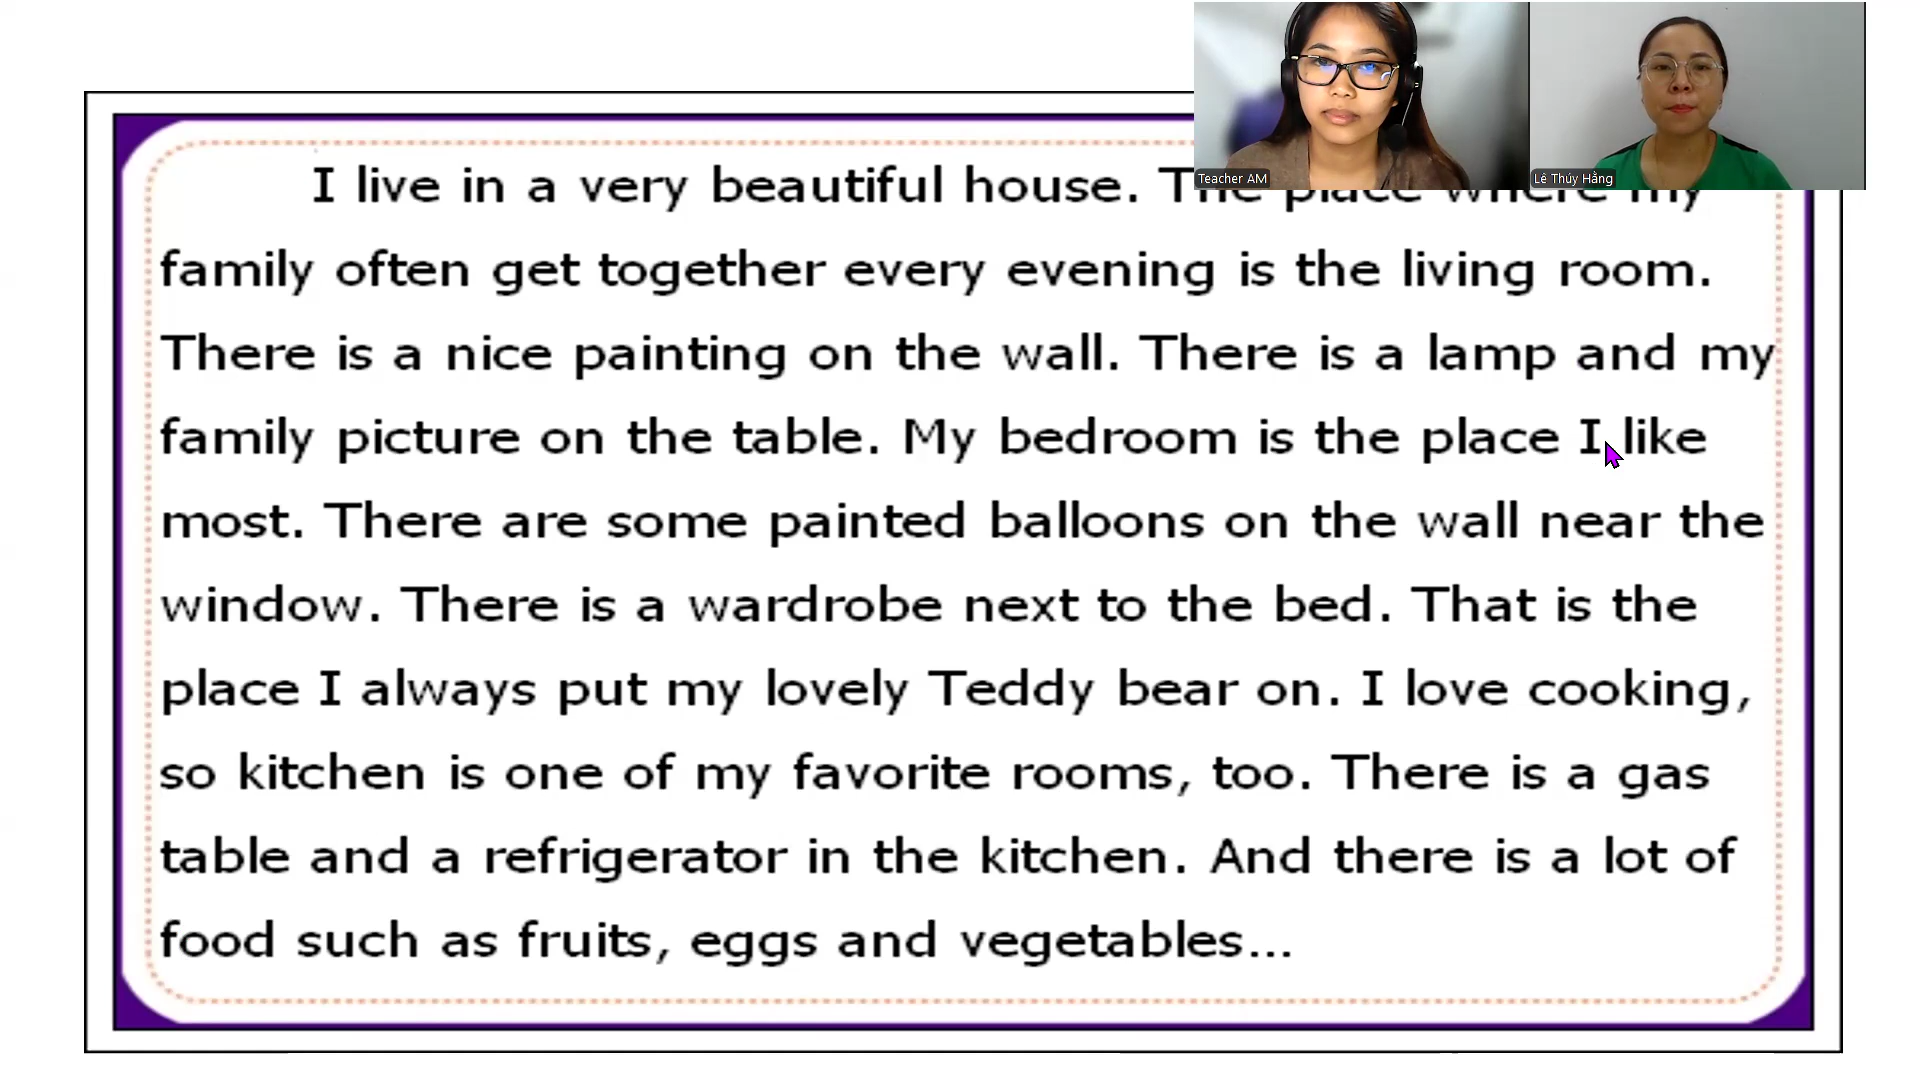 Teacher AM
Lê Thúy Hằng
I live in a very beautiful house. The place where my
family often get together every evening is the living room.
There is a nice painting on the wall. There is a lamp and my
family picture on the table. My bedroom is the place I like
most. There are some painted balloons on the wall near the
window. There is a wardrobe next to the bed. That is the
place I always put my lovely Teddy bear on. I love cooking,
so kitchen is one of my favorite rooms, too. There is a gas
table and a refrigerator in the kitchen. And there is a lot of
food such as fruits, eggs and vegetables...